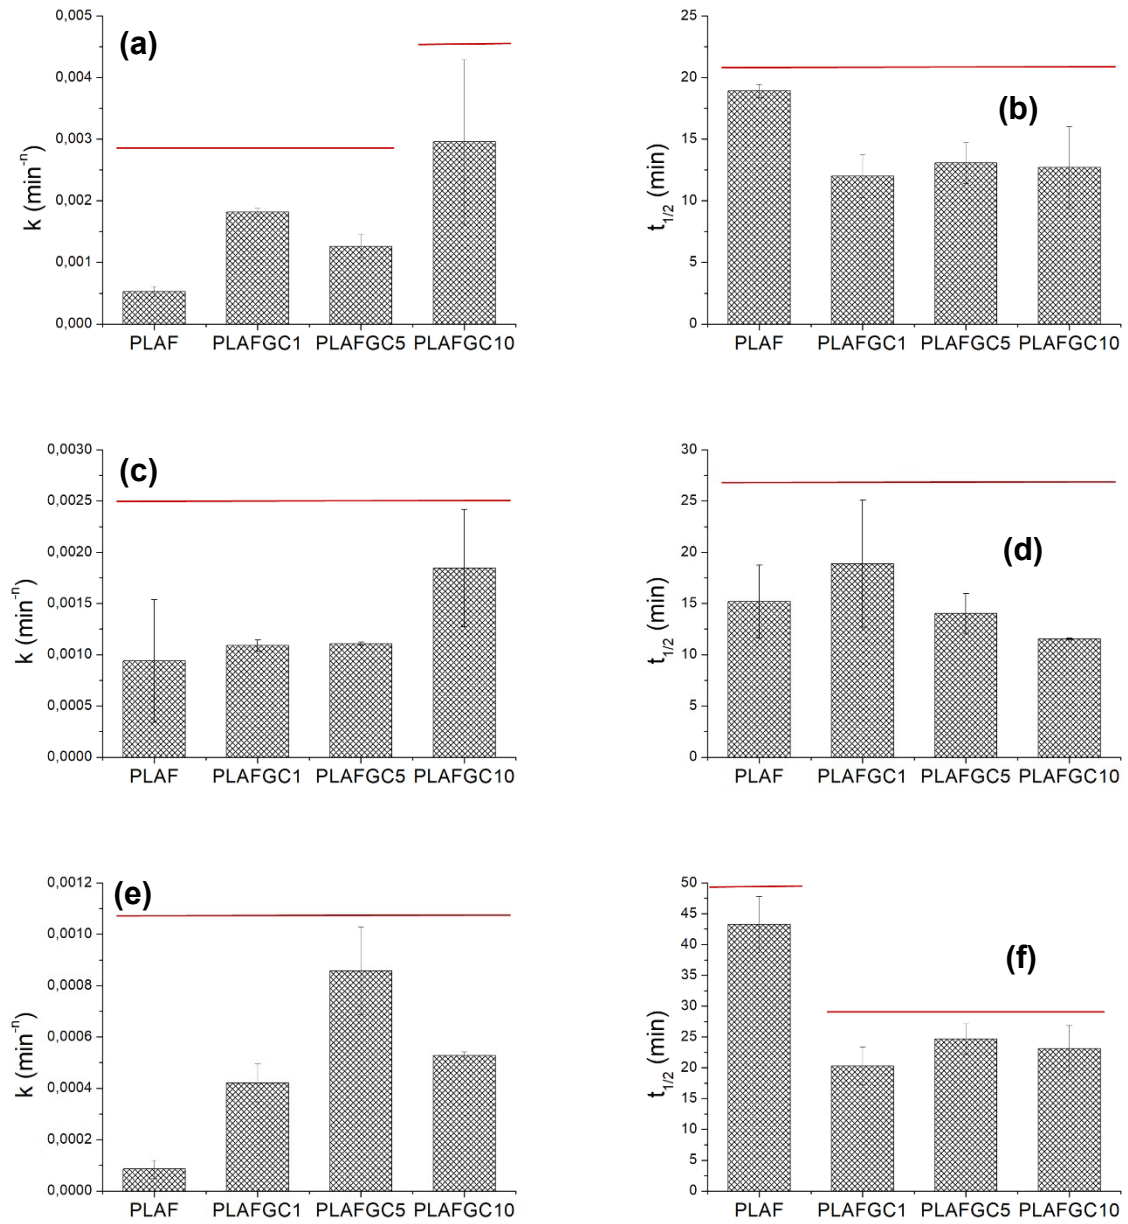 (a)
k (min⁻ⁿ)
0,005
0,004
0,003
0,002
0,001
0,000
PLAF PLAFGC1 PLAFGC5 PLAFGC10
(b)
t1/2 (min)
25
20
15
10
5
0
PLAF PLAFGC1 PLAFGC5 PLAFGC10
(c)
k (min⁻ⁿ)
0,0030
0,0025
0,0020
0,0015
0,0010
0,0005
0,0000
PLAF PLAFGC1 PLAFGC5 PLAFGC10
(d)
t1/2 (min)
30
25
20
15
10
5
0
PLAF PLAFGC1 PLAFGC5 PLAFGC10
(e)
k (min⁻ⁿ)
0,0012
0,0010
0,0008
0,0006
0,0004
0,0002
0,0000
PLAF PLAFGC1 PLAFGC5 PLAFGC10
(f)
t1/2 (min)
50
45
40
35
30
25
20
15
10
5
0
PLAF PLAFGC1 PLAFGC5 PLAFGC10